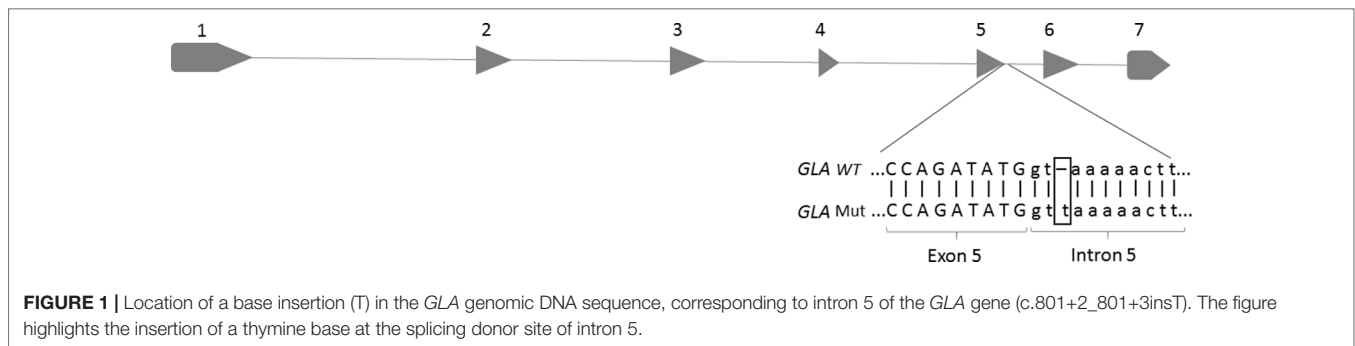 1 2 3 4 5 6 7
GLA WT ...CCAGATATGgt–aaaaactt...
GLA Mut ...CCAGATATGgttaaaaactt...
Exon 5 Intron 5
FIGURE 1 | Location of a base insertion (T) in the GLA genomic DNA sequence, corresponding to intron 5 of the GLA gene (c.801+2_801+3insT). The figure
highlights the insertion of a thymine base at the splicing donor site of intron 5.